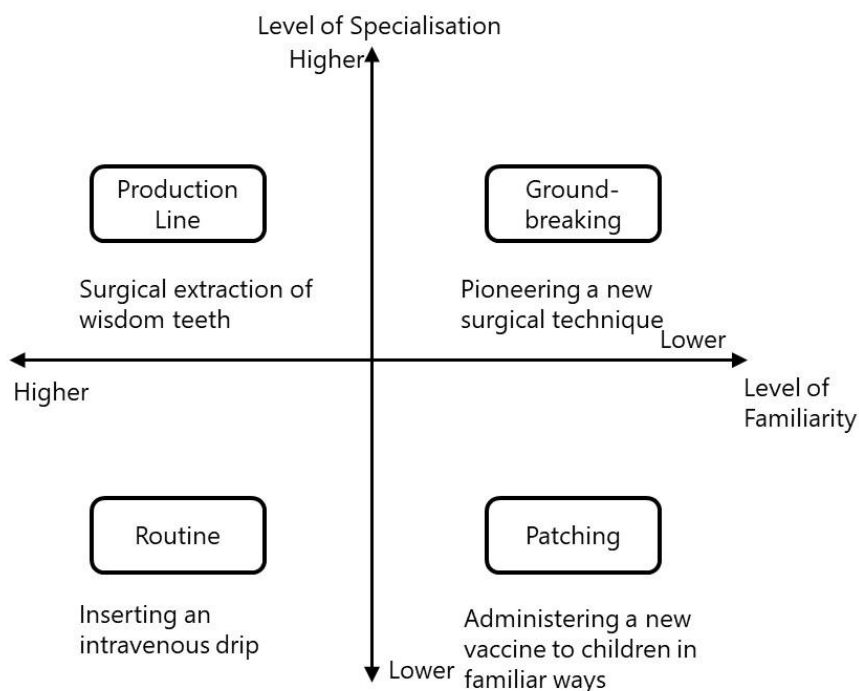 Level of Specialisation
Higher
Production
Line
Ground-
breaking
Surgical extraction of
wisdom teeth
Pioneering a new
surgical technique
Lower
Higher
Level of
Familiarity
Routine
Patching
Inserting an
intravenous drip
Administering a new
vaccine to children in
familiar ways
Lower